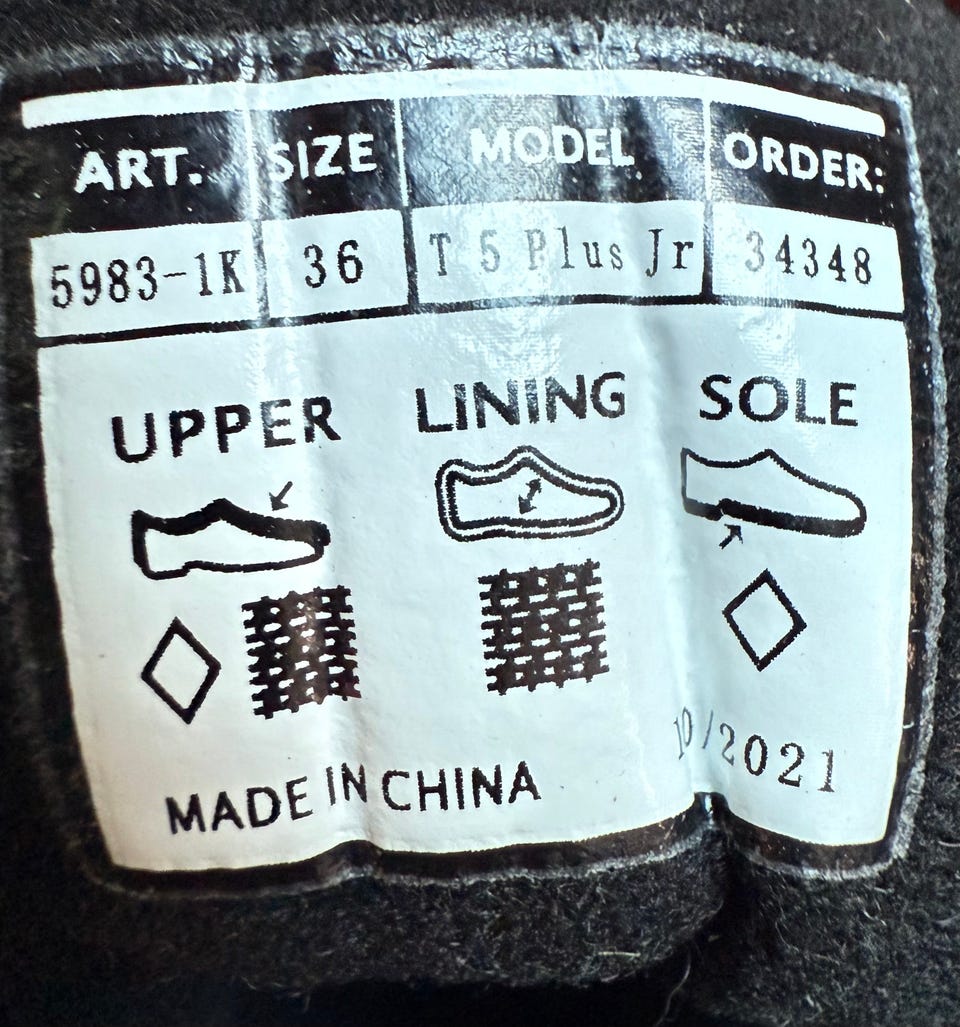 ART. SIZE MODEL ORDER:
5983-1K 36 T 5 Plus Jr 34348
UPPER LINING SOLE
10/2021
MADE IN CHINA